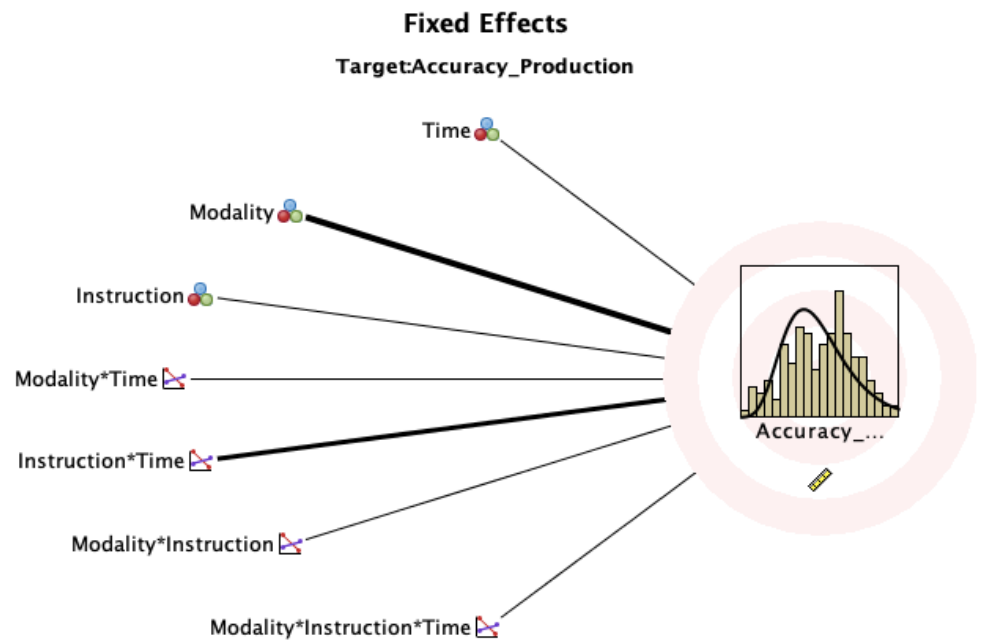 Fixed Effects
Target:Accuracy_Production
Time
Modality
Instruction
Modality*Time
Instruction*Time
Accuracy_...
Modality*Instruction
Modality*Instruction*Time